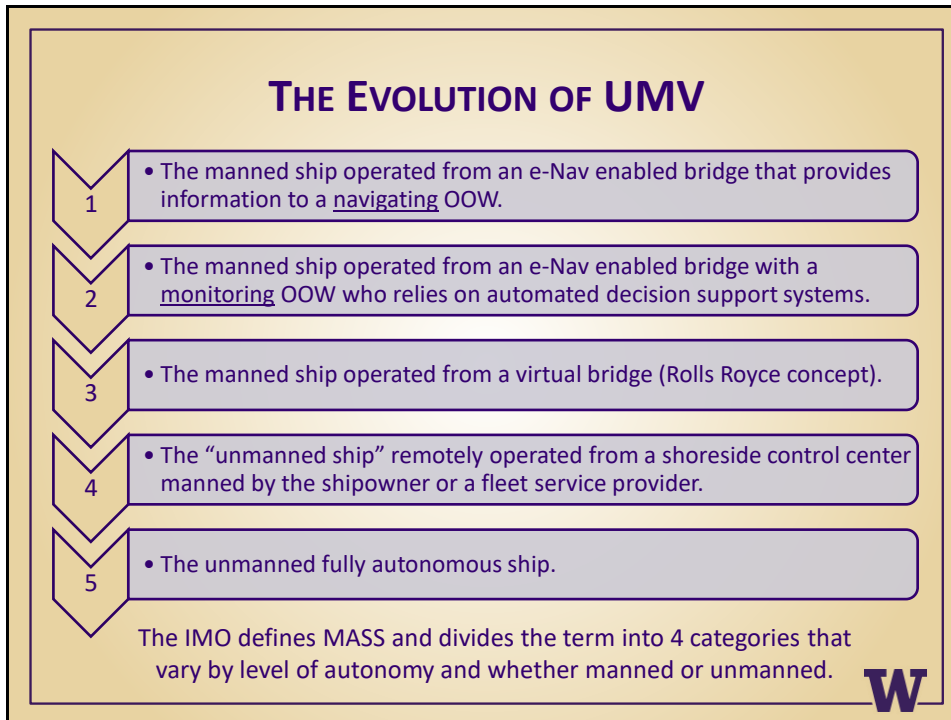 THE EVOLUTION OF UMV
1
• The manned ship operated from an e-Nav enabled bridge that provides
information to a navigating OOW.
2
• The manned ship operated from an e-Nav enabled bridge with a
monitoring OOW who relies on automated decision support systems.
3
• The manned ship operated from a virtual bridge (Rolls Royce concept).
4
• The “unmanned ship” remotely operated from a shoreside control center
manned by the shipowner or a fleet service provider.
5
• The unmanned fully autonomous ship.
The IMO defines MASS and divides the term into 4 categories that
vary by level of autonomy and whether manned or unmanned.
W